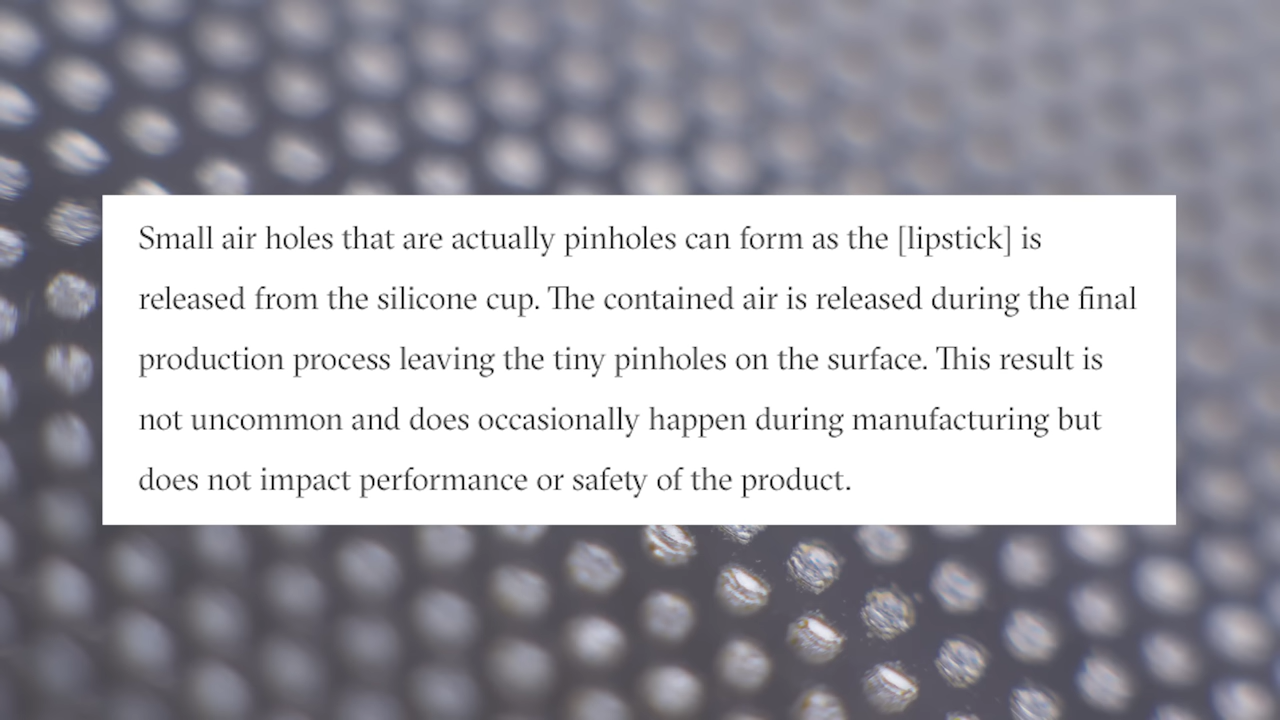 Small air holes that are actually pinholes can form as the [lipstick] is
released from the silicone cup. The contained air is released during the final
production process leaving the tiny pinholes on the surface. This result is
not uncommon and does occasionally happen during manufacturing but
does not impact performance or safety of the product.